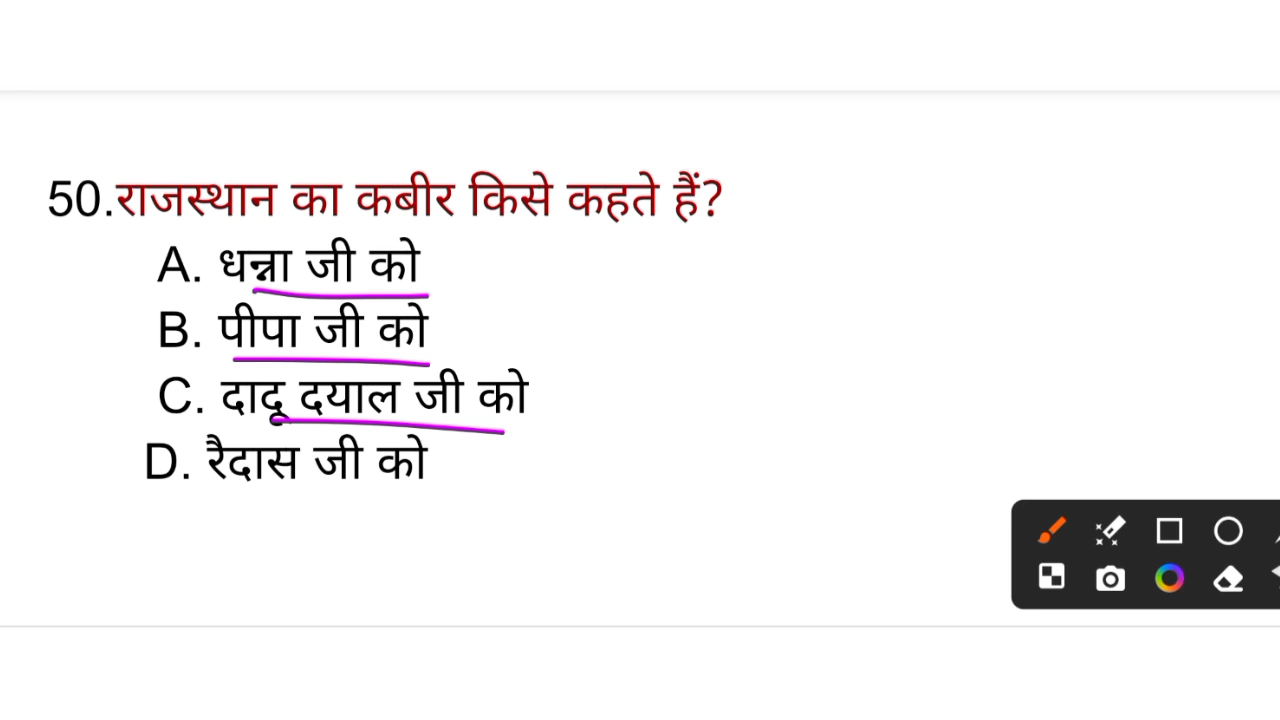 50.राजस्थान का कबीर किसे कहते हैं?
A. धन्ना जी को
B. पीपा जी को
C. दादू दयाल जी को
D. रैदास जी को